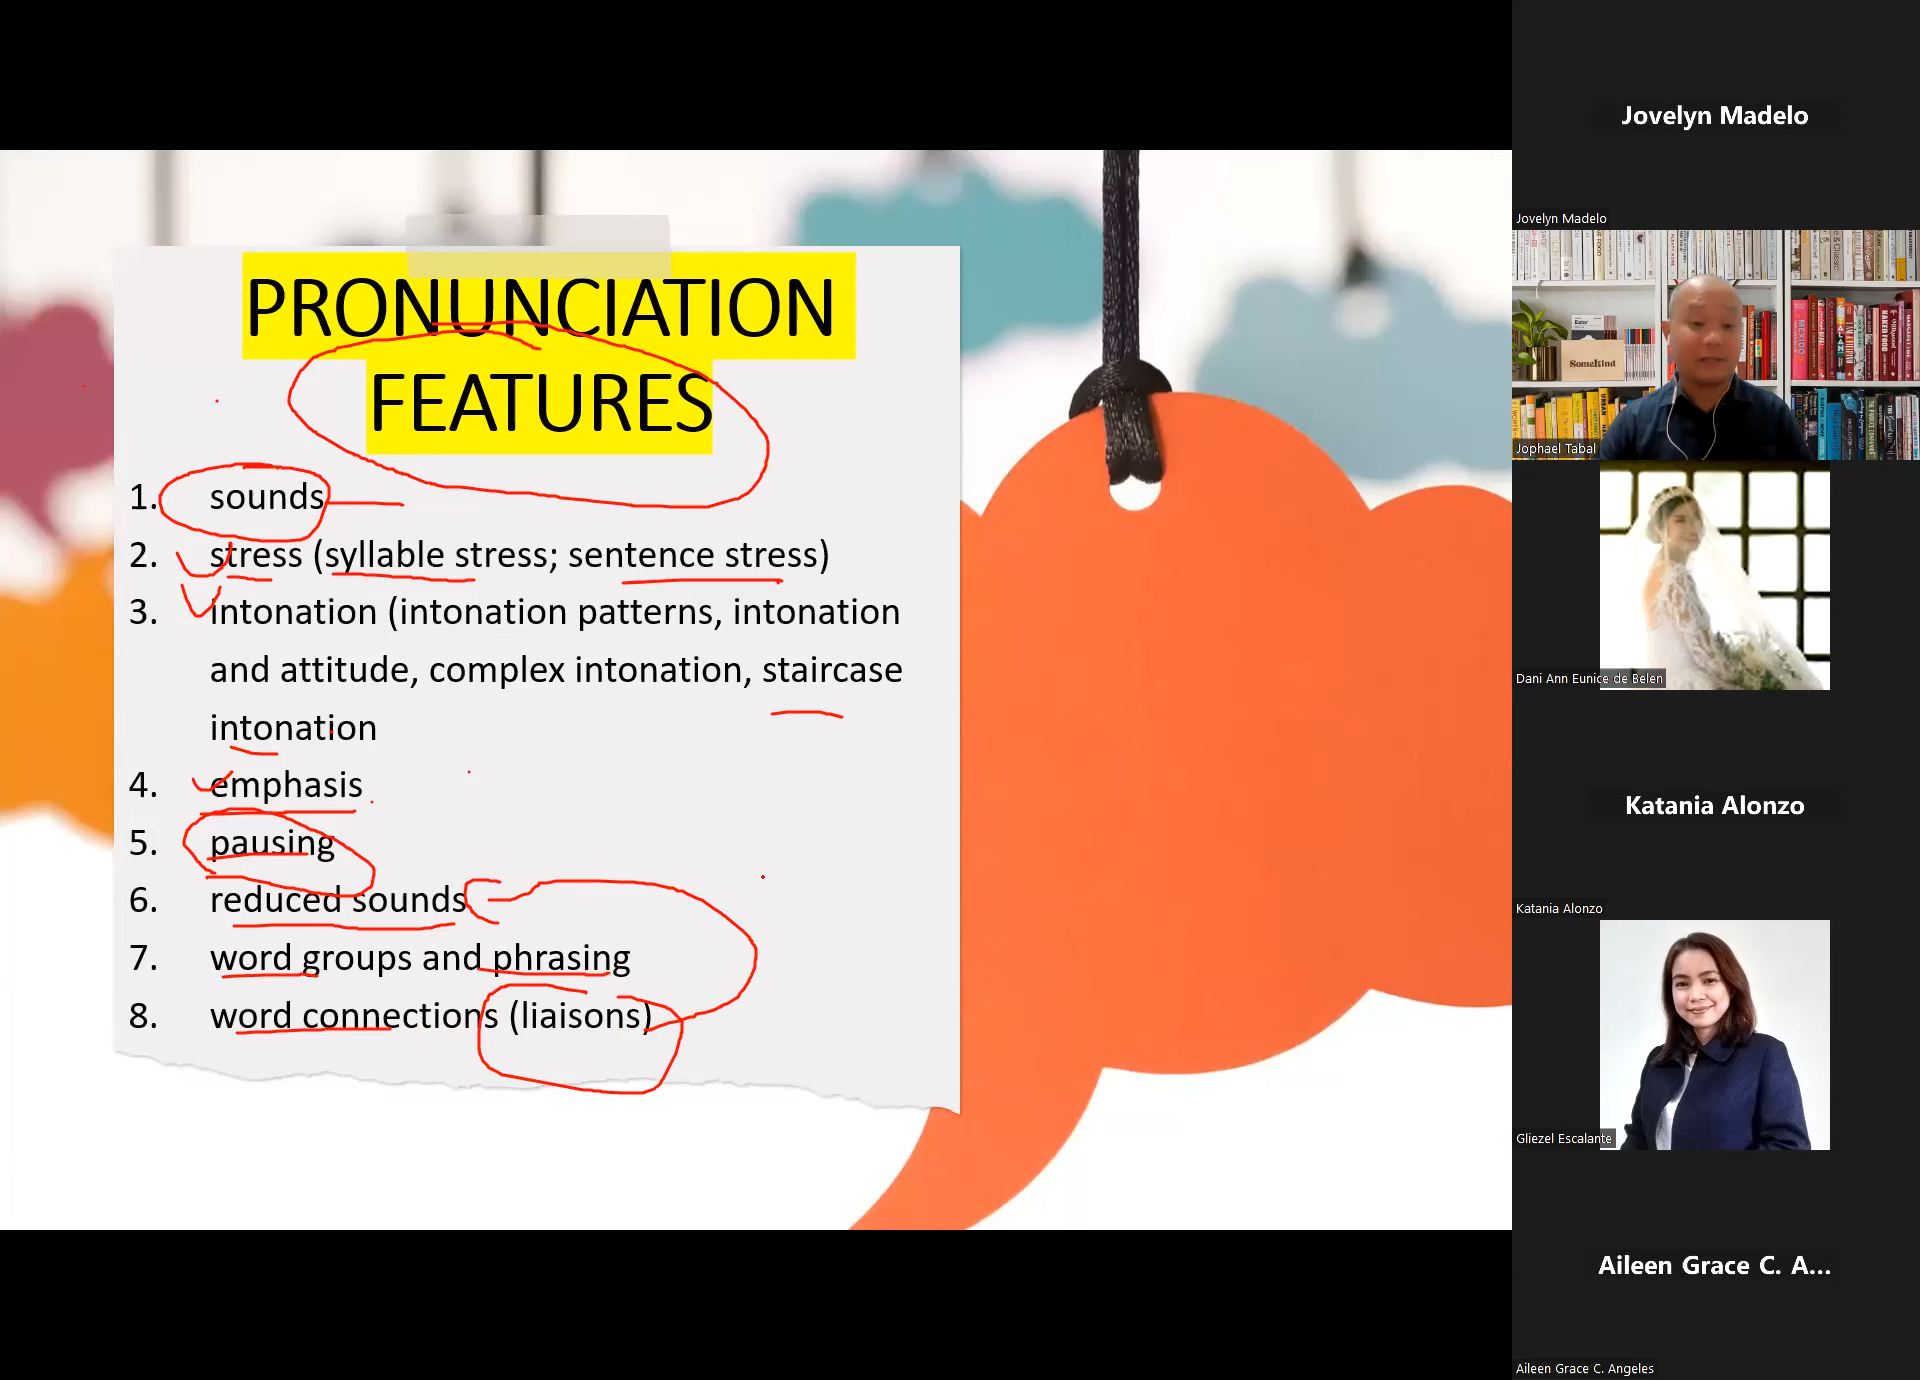 PRONUNCIATION
FEATURES
1. sounds
2. stress (syllable stress; sentence stress)
3. intonation (intonation patterns, intonation
and attitude, complex intonation, staircase
intonation
4. emphasis
5. pausing
6. reduced sounds
7. word groups and phrasing
8. word connections (liaisons)
Jovelyn Madelo
Jovelyn Madelo
SomeKind
Jophael Tabal
Dani Ann Eunice de Belen
Katania Alonzo
Katania Alonzo
Gliezel Escalante
Aileen Grace C. A...
Aileen Grace C. Angeles